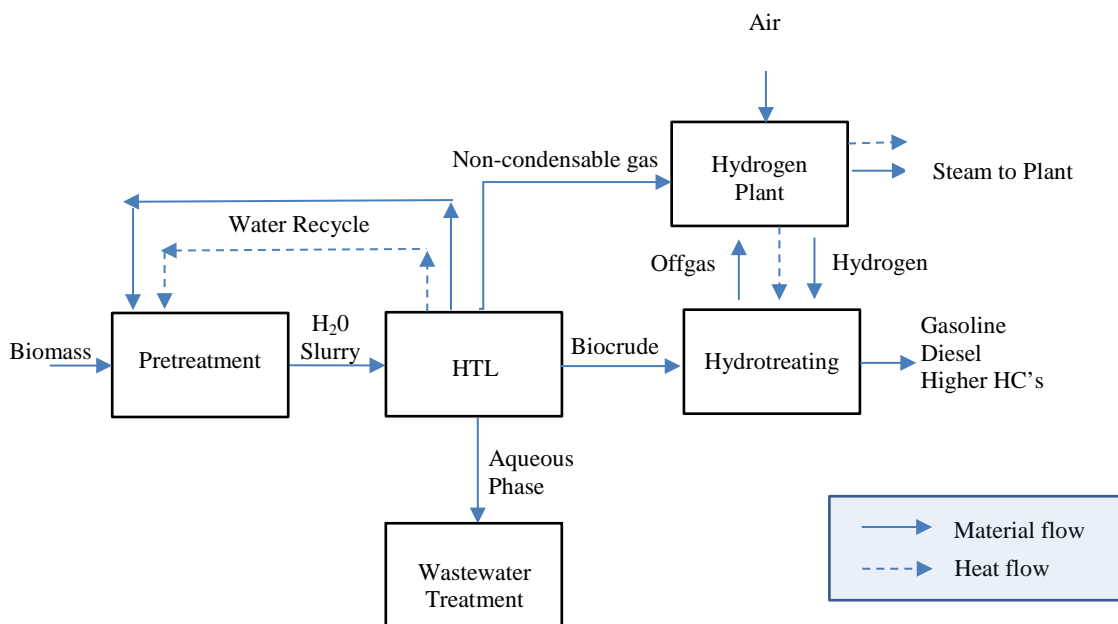 Air
Non-condensable gas
Hydrogen
Plant
Steam to Plant
Water Recycle
Offgas
Hydrogen
Biomass
Pretreatment
H₂0
Slurry
HTL
Biocrude
Hydrotreating
Gasoline
Diesel
Higher HC’s
Aqueous
Phase
Wastewater
Treatment
Material flow
Heat flow